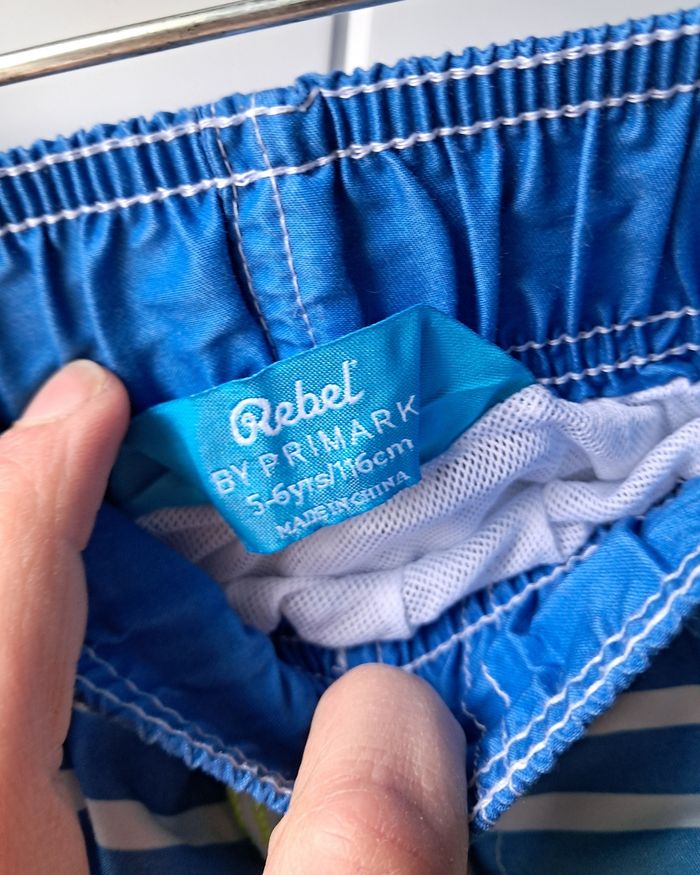 Rebel
BY PRIMARK
5-6yrs/116cm
MADE IN CHINA